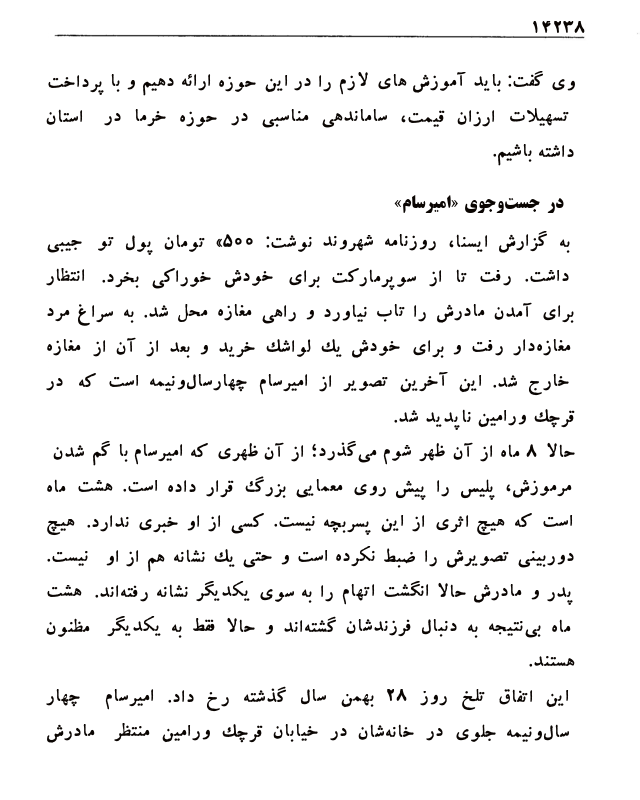 ۱۴۲۳۸
وی گفت: باید آموزش های لازم را در این حوزه ارائه دهیم و با پرداخت
تسهیلات ارزان قیمت، ساماندهی مناسبی در حوزه خرما در استان
داشته باشیم.
در جست‌وجوی «امیرسام»
به گزارش ایسنا، روزنامه شهروند نوشت: «۵۰۰ تومان پول تو جیبی
داشت. رفت تا از سوپرمارکت برای خودش خوراکی بخرد. انتظار
برای آمدن مادرش را تاب نیاورد و راهی مغازه محل شد. به سراغ مرد
مغازه‌دار رفت و برای خودش یك لواشك خرید و بعد از آن از مغازه
خارج شد. این آخرین تصویر از امیرسام چهارسال‌ونیمه است که در
قرچك ورامین ناپدید شد.
حالا ۸ ماه از آن ظهر شوم می‌گذرد؛ از آن ظهری که امیرسام با گم شدن
مرموزش، پلیس را پیش روی معمایی بزرگ قرار داده است. هشت ماه
است که هیچ اثری از این پسربچه نیست. کسی از او خبری ندارد. هیچ
دوربینی تصویرش را ضبط نکرده است و حتی یك نشانه هم از او نیست.
پدر و مادرش حالا انگشت اتهام را به سوی یکدیگر نشانه رفته‌اند. هشت
ماه بی‌نتیجه به دنبال فرزندشان گشته‌اند و حالا فقط به یکدیگر مظنون
هستند.
این اتفاق تلخ روز ۲۸ بهمن سال گذشته رخ داد. امیرسام چهار
سال‌ونیمه جلوی در خانه‌شان در خیابان قرچك ورامین منتظر مادرش